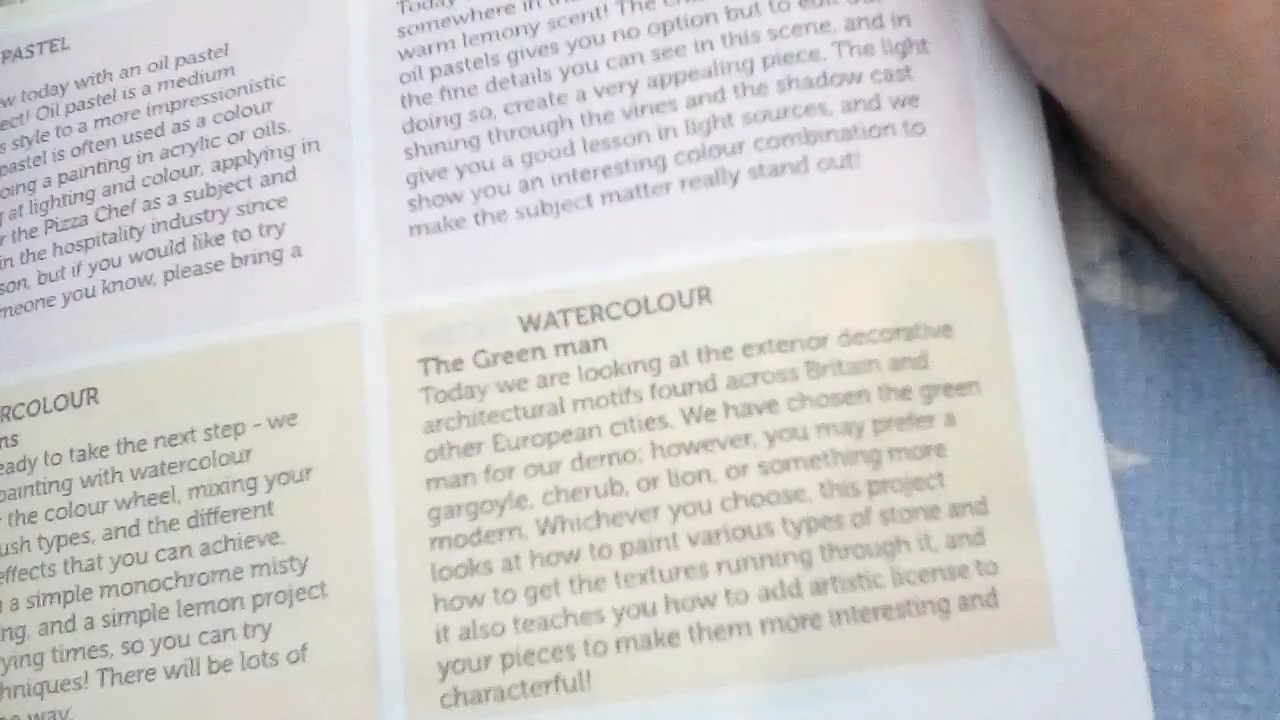 PASTEL
w today with an oil pastel
ect! Oil pastel is a medium
s style to a more impressionistic
pastel is often used as a colour
oing a painting in acrylic or oils.
at lighting and colour, applying in
r the Pizza Chef as a subject and
in the hospitality industry since
son, but if you would like to try
meone you know, please bring a
Today
somewhere in
warm lemony scent! The
oil pastels gives you no option but to
the fine details you can see in this scene, and in
doing so, create a very appealing piece. The light
shining through the vines and the shadow cast
give you a good lesson in light sources, and we
show you an interesting colour combination to
make the subject matter really stand out!
RCOLOUR
ns
eady to take the next step - we
painting with watercolour
the colour wheel, mixing your
ush types, and the different
effects that you can achieve.
a simple monochrome misty
ng, and a simple lemon project
ying times, so you can try
hniques! There will be lots of
way.
WATERCOLOUR
The Green man
Today we are looking at the exterior decorative
architectural motifs found across Britain and
other European cities. We have chosen the green
man for our demo; however, you may prefer a
gargoyle, cherub, or lion, or something more
modern. Whichever you choose, this project
looks at how to paint various types of stone and
how to get the textures running through it, and
it also teaches you how to add artistic license to
your pieces to make them more interesting and
characterful!